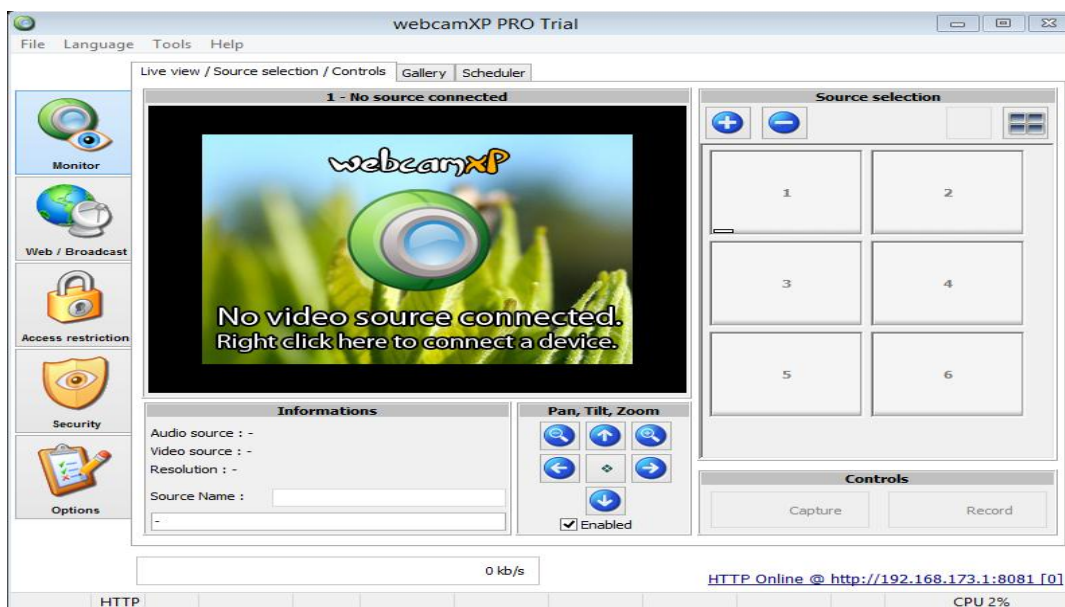 webcamXP PRO Trial
File Language Tools Help
Live view / Source selection / Controls Gallery Scheduler
Monitor
Web / Broadcast
Access restriction
Security
Options
1 - No source connected
webcamXP
No video source connected.
Right click here to connect a device.
Informations
Audio source : -
Video source : -
Resolution : -
Source Name :
-
Pan, Tilt, Zoom
Enabled
Source selection
1 2
3 4
5 6
Controls
Capture Record
0 kb/s
HTTP Online @ http://192.168.173.1:8081 [0]
HTTP CPU 2%